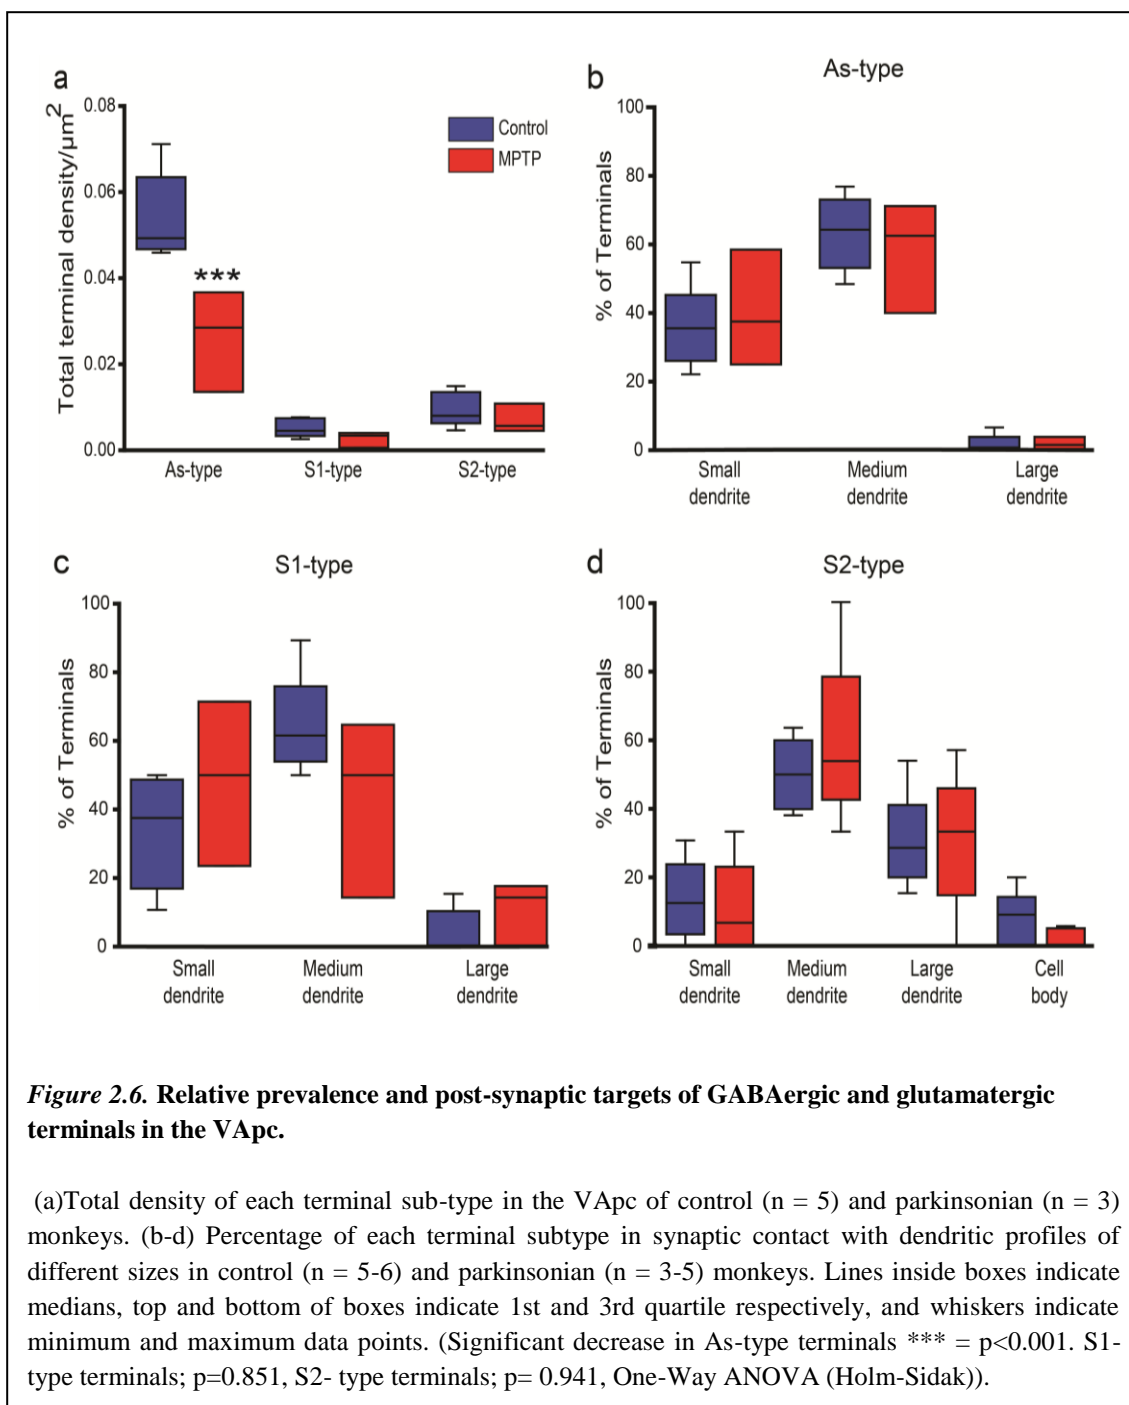 a
Total terminal density/µm2
0.08
0.06
0.04
0.02
0.00
Control
MPTP
***
As-type
S1-type
S2-type
b
As-type
% of Terminals
100
80
60
40
20
0
Small dendrite
Medium dendrite
Large dendrite
c
S1-type
% of Terminals
100
80
60
40
20
0
Small dendrite
Medium dendrite
Large dendrite
d
S2-type
% of Terminals
100
80
60
40
20
0
Small dendrite
Medium dendrite
Large dendrite
Cell body
Figure 2.6. Relative prevalence and post-synaptic targets of GABAergic and glutamatergic
terminals in the VApc.
(a)Total density of each terminal sub-type in the VApc of control (n = 5) and parkinsonian (n = 3)
monkeys. (b-d) Percentage of each terminal subtype in synaptic contact with dendritic profiles of
different sizes in control (n = 5-6) and parkinsonian (n = 3-5) monkeys. Lines inside boxes indicate
medians, top and bottom of boxes indicate 1st and 3rd quartile respectively, and whiskers indicate
minimum and maximum data points. (Significant decrease in As-type terminals *** = p<0.001. S1-
type terminals; p=0.851, S2- type terminals; p= 0.941, One-Way ANOVA (Holm-Sidak)).